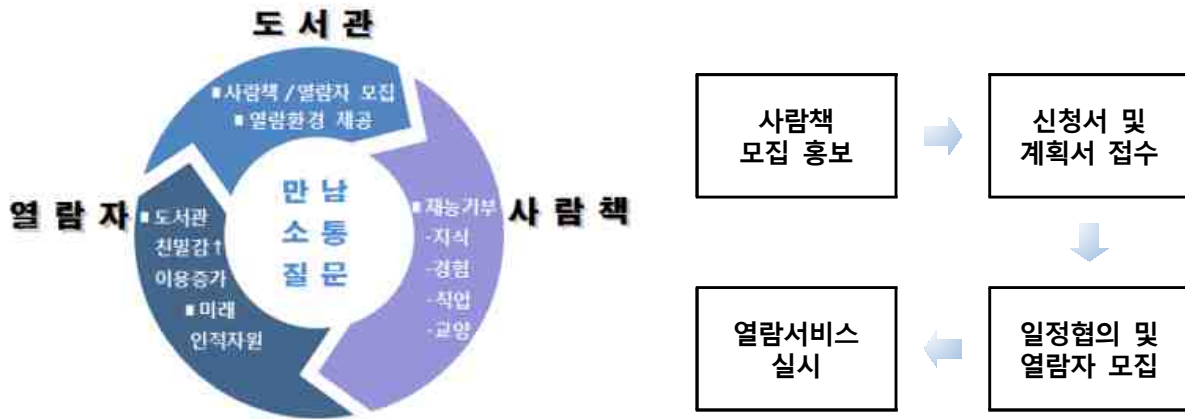 도 서 관
▪사람책 /열람자 모집
▪열람환경 제공
열 람 자
▪도서관
친밀감↑
이용증가
▪미래
인적자원
만 남
소 통
질 문
사 람 책
▪재능기부
-지식
-경험
-직업
-교양
사람책
모집 홍보
신청서 및
계획서 접수
일정협의 및
열람자 모집
열람서비스
실시